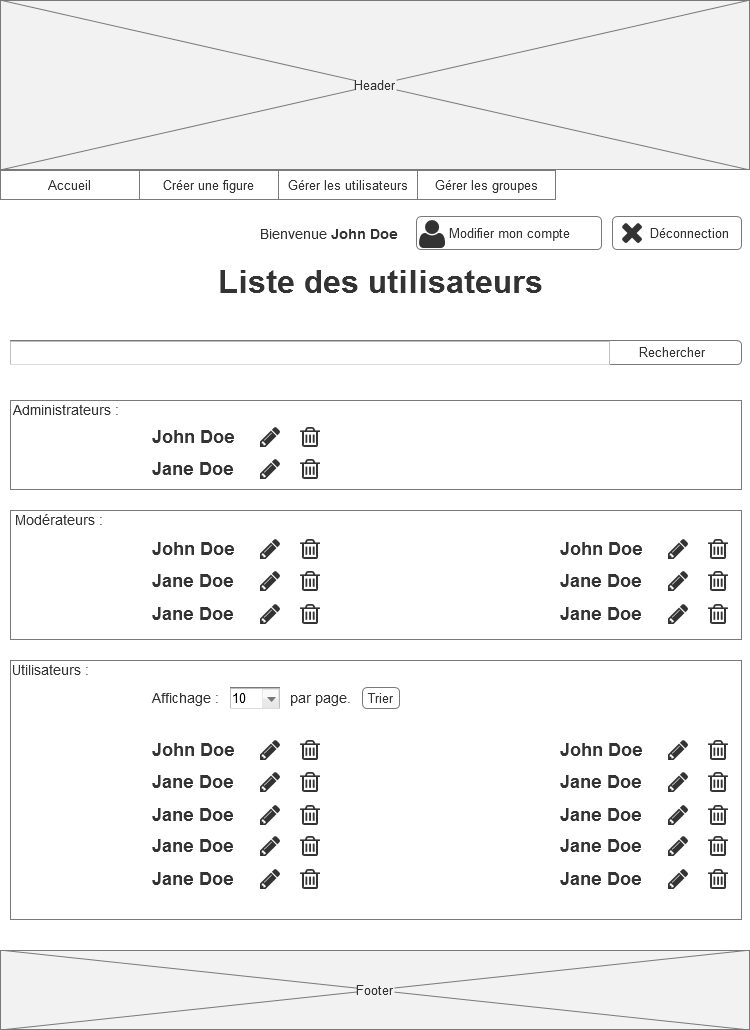 Header
Accueil Créer une figure Gérer les utilisateurs Gérer les groupes
Bienvenue John Doe Modifier mon compte Déconnection
Liste des utilisateurs
Rechercher
Administrateurs :
John Doe
Jane Doe
Modérateurs :
John Doe John Doe
Jane Doe Jane Doe
Jane Doe Jane Doe
Utilisateurs :
Affichage : 10 par page. Trier
John Doe John Doe
Jane Doe Jane Doe
Jane Doe Jane Doe
Jane Doe Jane Doe
Jane Doe Jane Doe
Footer